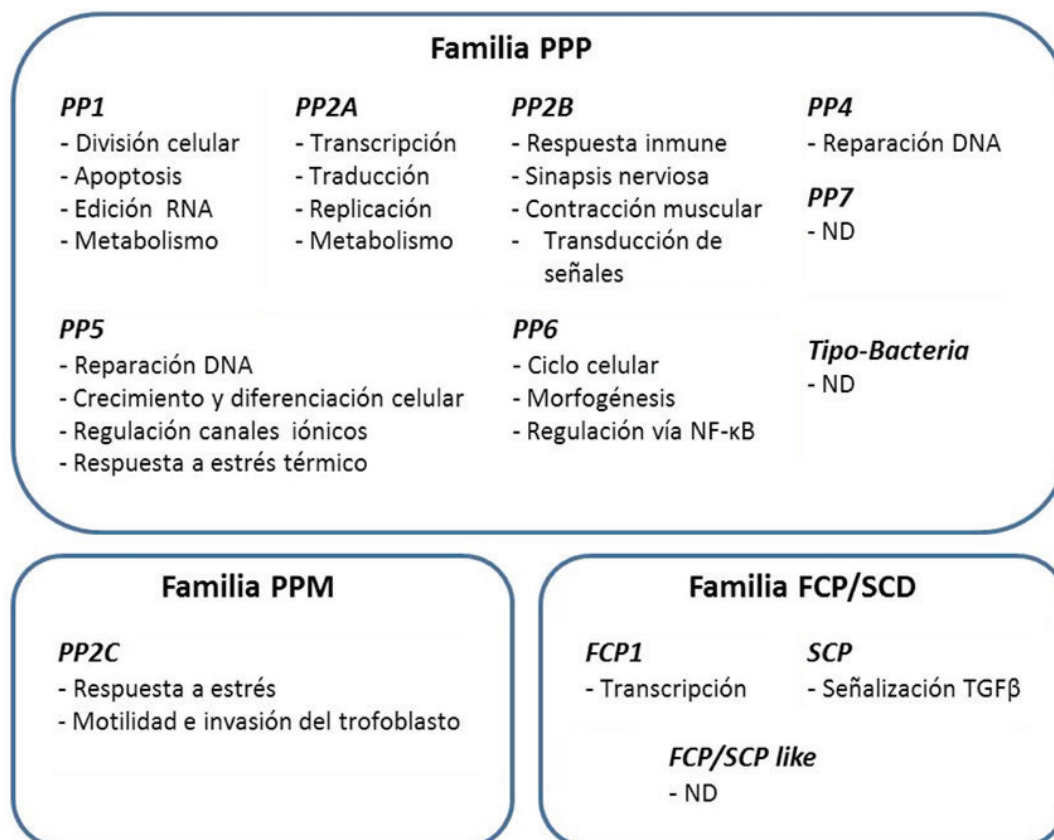 Familia PPP
PP1
- División celular
- Apoptosis
- Edición RNA
- Metabolismo
PP2A
- Transcripción
- Traducción
- Replicación
- Metabolismo
PP2B
- Respuesta inmune
- Sinapsis nerviosa
- Contracción muscular
- Transducción de
señales
PP4
- Reparación DNA
PP7
- ND
PP5
- Reparación DNA
- Crecimiento y diferenciación celular
- Regulación canales iónicos
- Respuesta a estrés térmico
PP6
- Ciclo celular
- Morfogénesis
- Regulación vía NF-κB
Tipo-Bacteria
- ND
Familia PPM
PP2C
- Respuesta a estrés
- Motilidad e invasión del trofoblasto
Familia FCP/SCD
FCP1
- Transcripción
SCP
- Señalización TGFβ
FCP/SCP like
- ND